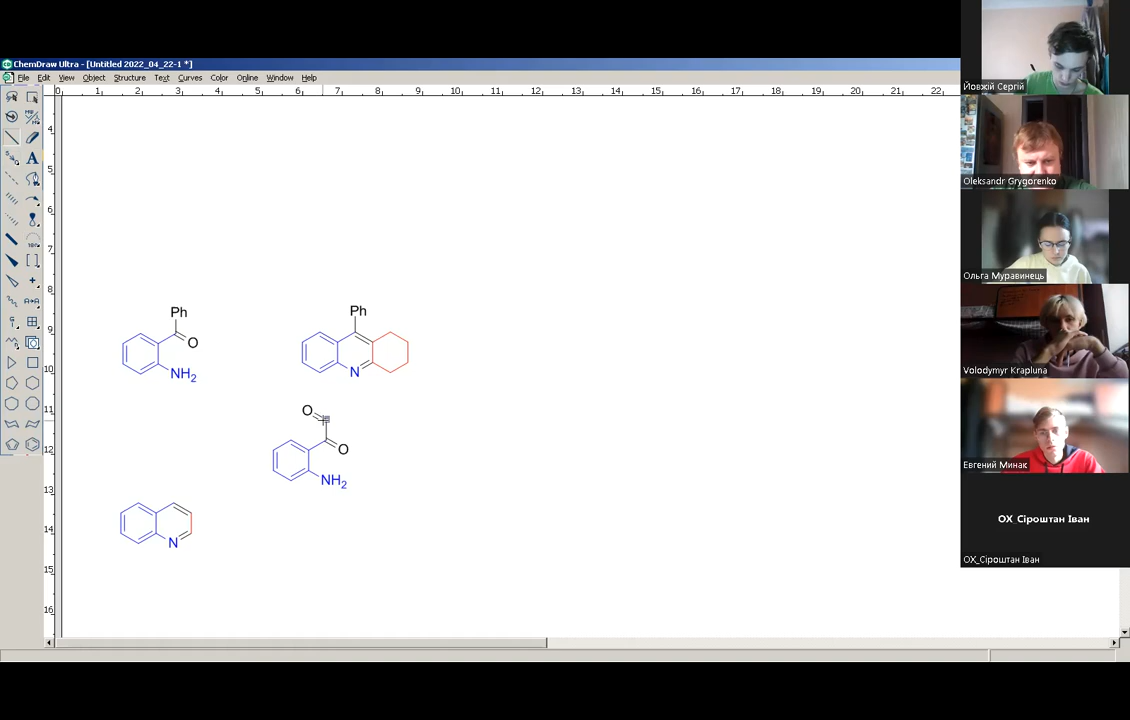 ChemDraw Ultra - [Untitled 2022_04_22-1 *]
File Edit View Object Structure Text Curves Color Online Window Help
0 1 2 3 4 5 6 7 8 9 10 11 12 13 14 15 16 17 18 19 20 21 22
4
5
6
7
8
9
10
11
12
13
14
15
16
A
Ph
O
NH2
Ph
N
O
O
NH2
N
Йовжій Сергій
Oleksandr Grygorenko
Ольга Муравинець
Volodymyr Krapluna
Евгений Минак
ОХ_Сіроштан Іван
ОХ_Сіроштан Іван